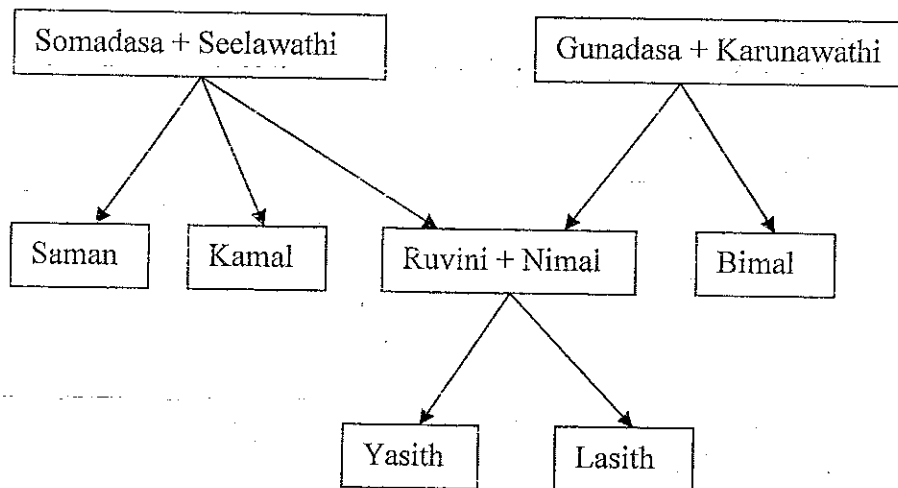 Somadasa + Seelawathi
Gunadasa + Karunawathi
Saman
Kamal
Ruvini + Nimal
Bimal
Yasith
Lasith